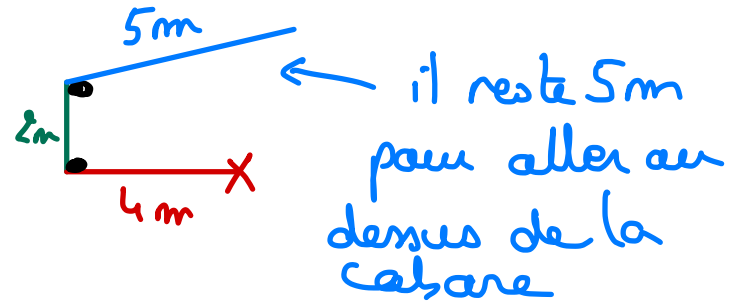 5m
il reste 5m
2m
pour aller au
4m
dessus de la
cabane